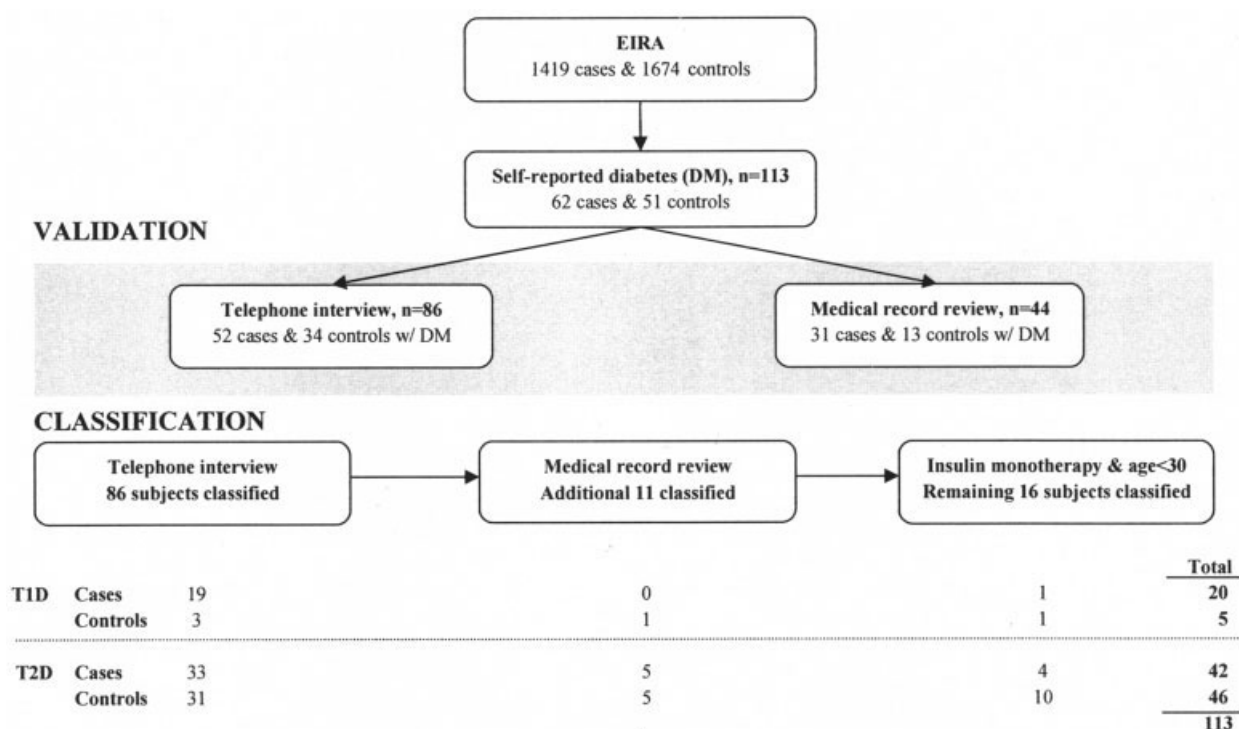 EIRA
1419 cases & 1674 controls
Self-reported diabetes (DM), n=113
62 cases & 51 controls
VALIDATION
Telephone interview, n=86
52 cases & 34 controls w/ DM
Medical record review, n=44
31 cases & 13 controls w/ DM
CLASSIFICATION
Telephone interview
86 subjects classified
Medical record review
Additional 11 classified
Insulin monotherapy & age<30
Remaining 16 subjects classified
Total
T1D Cases 19 0 1 20
Controls 3 1 1 5
T2D Cases 33 5 4 42
Controls 31 5 10 46
113